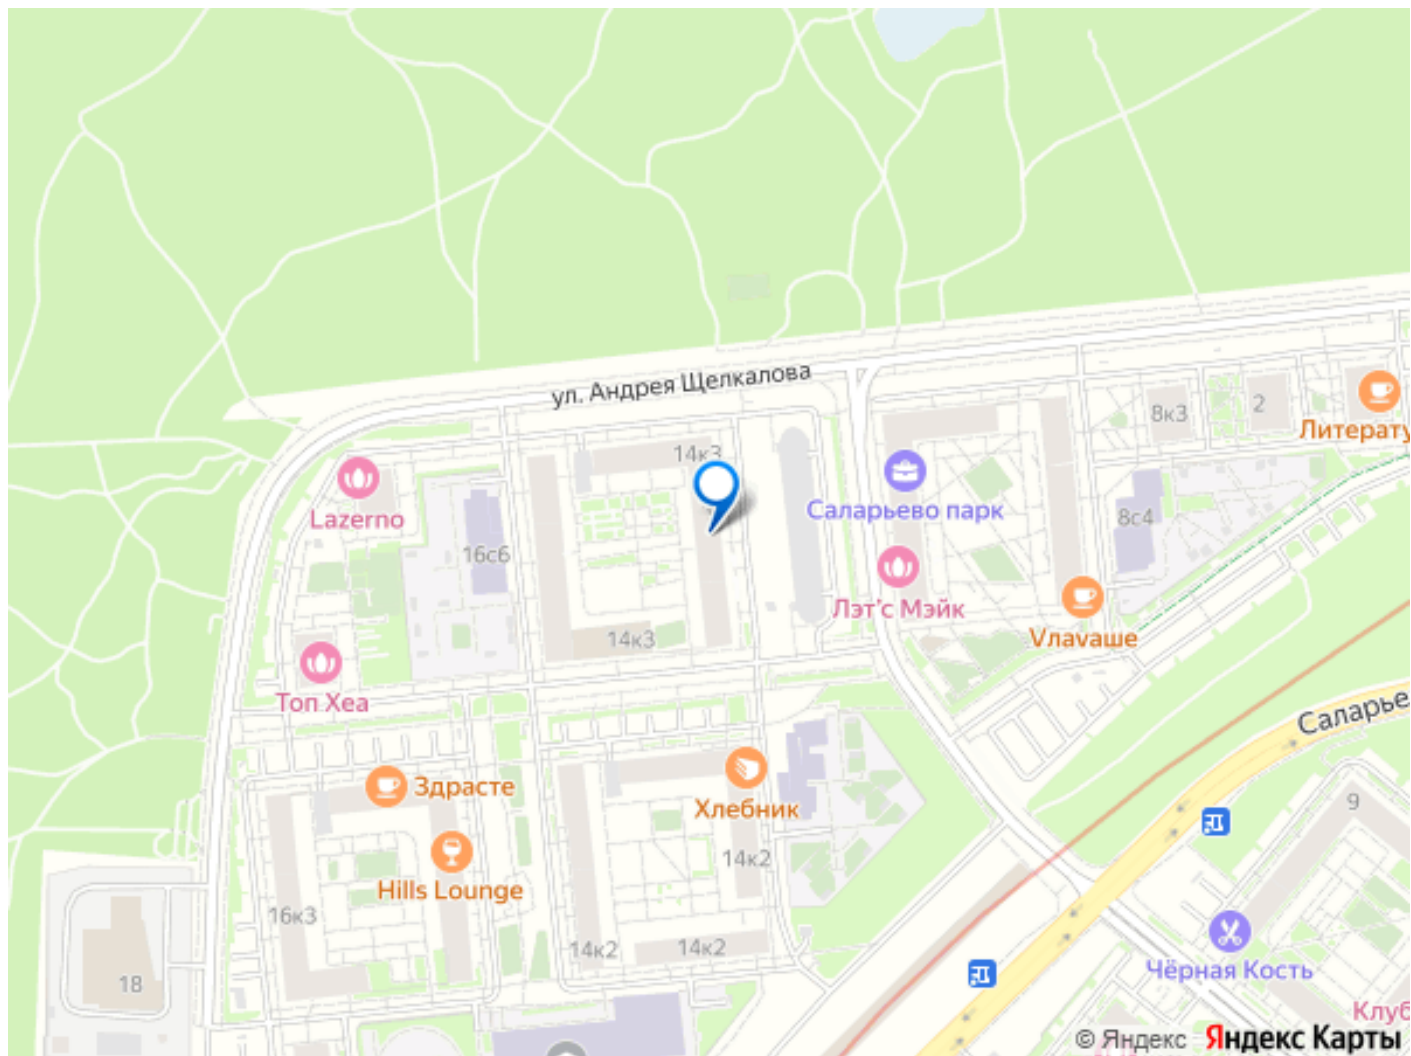 ул. Андрея Щелкалова
8к3
2
Литерату
14к3
Lazerno
Саларьево парк
8с4
16с6
Лэт'с Мэйк
Vлаvаше
14к3
Топ Хеа
Саларье
Здрасте
Хлебник
9
14к2
Hills Lounge
16к3
14к2
14к2
Чёрная Кость
18
Клуб
© Яндекс Яндекс Карты